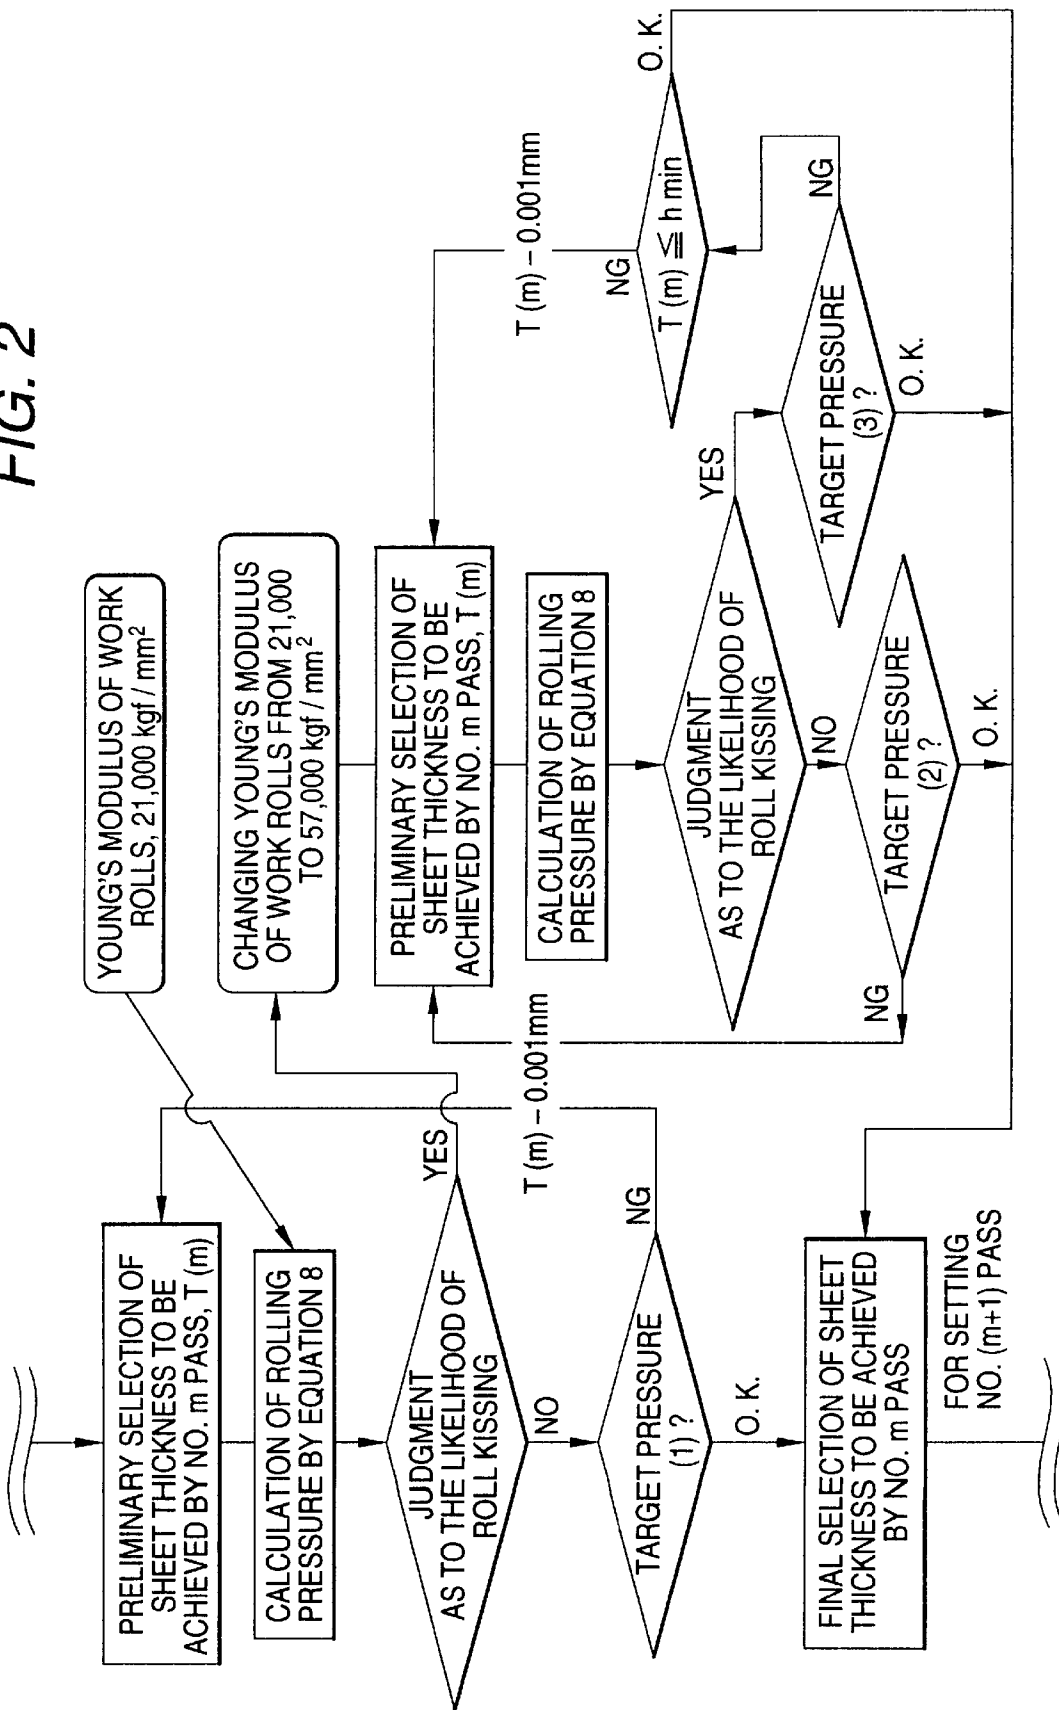 FIG. 2
PRELIMINARY SELECTION OF
SHEET THICKNESS TO BE
ACHIEVED BY NO. m PASS, T (m)
YOUNG'S MODULUS OF WORK
ROLLS, 21,000 kgf / mm²
CALCULATION OF ROLLING
PRESSURE BY EQUATION 8
JUDGMENT
AS TO THE LIKELIHOOD OF
ROLL KISSING
YES
NO
TARGET PRESSURE
(1) ?
NG
T (m) – 0.001mm
O. K.
FINAL SELECTION OF SHEET
THICKNESS TO BE ACHIEVED
BY NO. m PASS
FOR SETTING
NO. (m+1) PASS
CHANGING YOUNG'S MODULUS
OF WORK ROLLS FROM 21,000
TO 57,000 kgf / mm²
PRELIMINARY SELECTION OF
SHEET THICKNESS TO BE
ACHIEVED BY NO. m PASS, T (m)
CALCULATION OF ROLLING
PRESSURE BY EQUATION 8
JUDGMENT
AS TO THE LIKELIHOOD OF
ROLL KISSING
YES
NO
TARGET PRESSURE
(2) ?
NG
O. K.
TARGET PRESSURE
(3) ?
NG
O. K.
T (m) ≦ h min
NG
T (m) – 0.001mm
O. K.